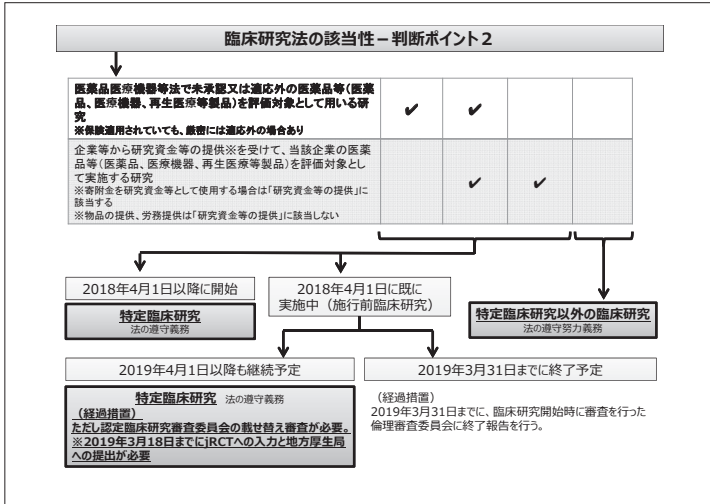 臨床研究法の該当性－判断ポイント２
医薬品医療機器等法で未承認又は適応外の医薬品等（医薬
品、医療機器、再生医療等製品）を評価対象として用いる研
究
※保険適用されていても、厳密には適応外の場合あり
✔ ✔
企業等から研究資金等の提供※を受けて、当該企業の医薬
品等（医薬品、医療機器、再生医療等製品）を評価対象とし
て実施する研究
※寄附金を研究資金等として使用する場合は「研究資金等の提供」に
該当する
※物品の提供、労務提供は「研究資金等の提供」に該当しない
✔ ✔
2018年4月1日以降に開始
特定臨床研究
法の遵守義務
2018年4月1日に既に
実施中（施行前臨床研究）
特定臨床研究以外の臨床研究
法の遵守努力義務
2019年4月1日以降も継続予定
2019年3月31日までに終了予定
特定臨床研究 法の遵守義務
（経過措置）
ただし認定臨床研究審査委員会の載せ替え審査が必要。
※2019年3月18日までにjRCTへの入力と地方厚生局
への提出が必要
（経過措置）
2019年3月31日までに、臨床研究開始時に審査を行った
倫理審査委員会に終了報告を行う。